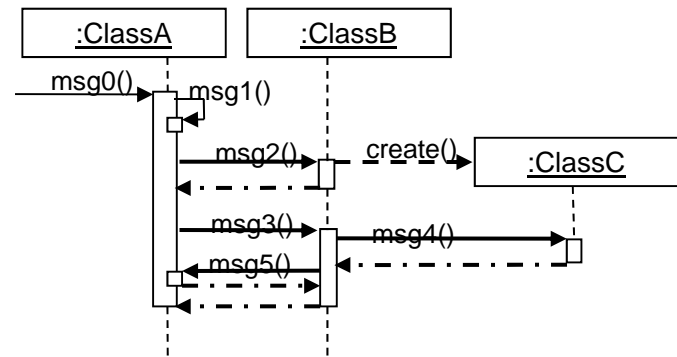 :ClassA
:ClassB
msg0()
msg1()
msg2()
create()
:ClassC
msg3()
msg4()
msg5()